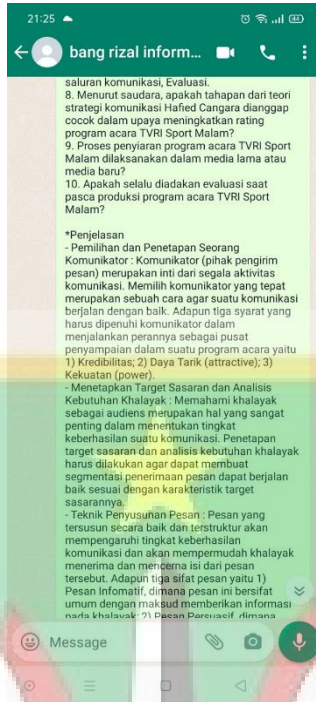 21:25
bang rizal inform...
saluran komunikasi, Evaluasi.
8. Menurut saudara, apakah tahapan dari teori
strategi komunikasi Hafied Cangara dianggap
cocok dalam upaya meningkatkan rating
program acara TVRI Sport Malam?
9. Proses penyiaran program acara TVRI Sport
Malam dilaksanakan dalam media lama atau
media baru?
10. Apakah selalu diadakan evaluasi saat
pasca produksi program acara TVRI Sport
Malam?
*Penjelasan
- Pemilihan dan Penetapan Seorang
Komunikator : Komunikator (pihak pengirim
pesan) merupakan inti dari segala aktivitas
komunikasi. Memilih komunikator yang tepat
merupakan sebuah cara agar suatu komunikasi
berjalan dengan balk. Adapun tiga syarat yang
harus dipenuhi komunikator dalam
menjalankan perannya sebagai pusat
penyampaian dalam suatu program acara yaitu
1) Kredibilitas; 2) Daya Tarik (attractive); 3)
Kekuatan (power).
- Menetapkan Target Sasaran dan Analisis
Kebutuhan Khalayak : Memahami khalayak
sebagai audiens merupakan hal yang sangat
penting dalam menentukan tingkat
keberhasilan suatu komunikasi. Penetapan
target sasaran dan analisis kebutuhan khalayak
harus dilakukan agar dapat membuat
segmentasi penerimaan pesan dapat berjalan
baik sesuai dengan karakteristik target
sasarannya.
- Teknik Penyusunan Pesan : Pesan yang
tersusun secara baik dan terstruktur akan
mempengaruhi tingkat keberhasilan
komunikasi dan akan mempermudah khalayak
menerima dan mencerna isi dari pesan
tersebut. Adapun tiga sifat pesan yaitu 1)
Pesan Infomatif, dimana pesan ini bersifat
umum dengan maksud memberikan informasi
pada khalayak; 2) Pesan Persuasif, dimana
Message